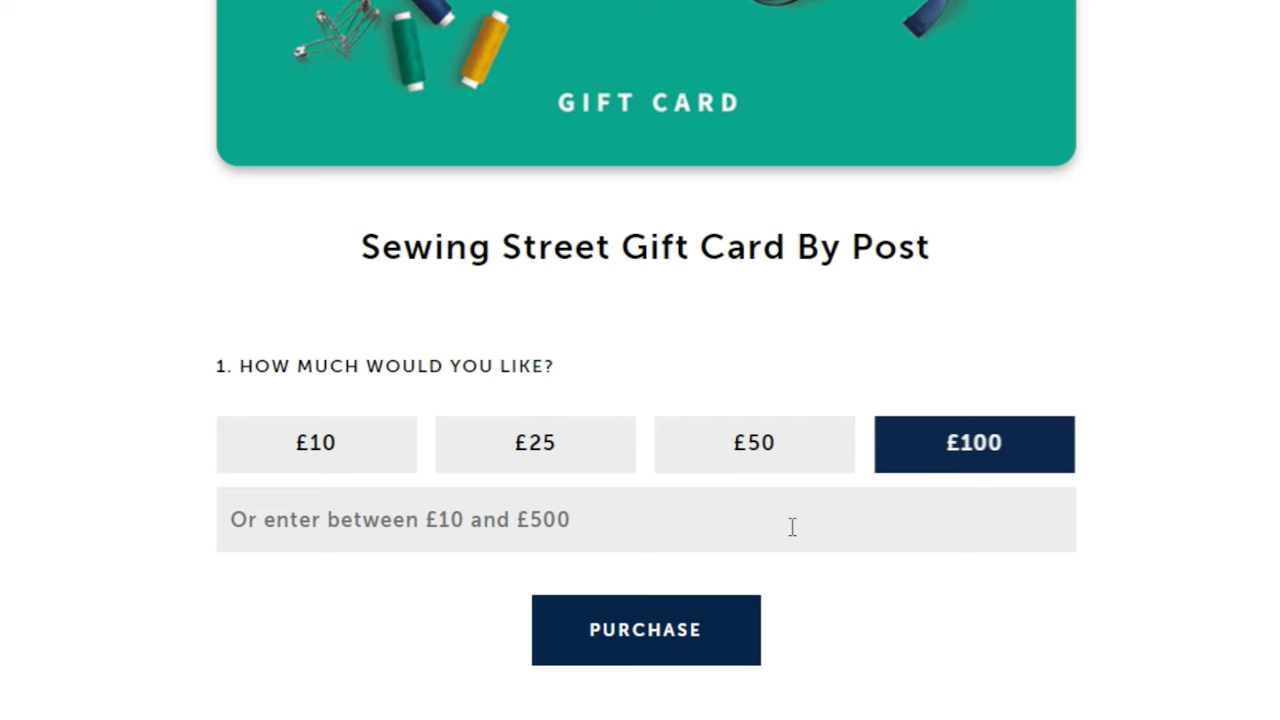 GIFT CARD
Sewing Street Gift Card By Post
1. HOW MUCH WOULD YOU LIKE?
£10 £25 £50 £100
Or enter between £10 and £500
PURCHASE